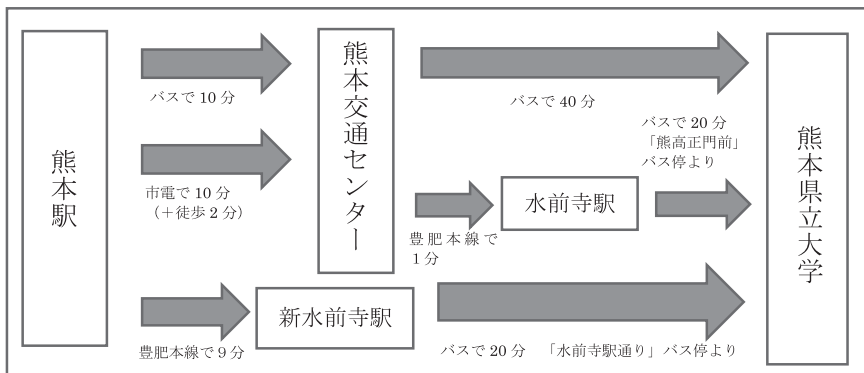 熊本駅
バスで 10 分
市電で 10 分
（＋徒歩 2 分）
豊肥本線で 9 分
熊本交通センター
新水前寺駅
バスで 40 分
豊肥本線で
1 分
水前寺駅
バスで 20 分
「熊高正門前」
バス停より
バスで 20 分　「水前寺駅通り」バス停より
熊本県立大学